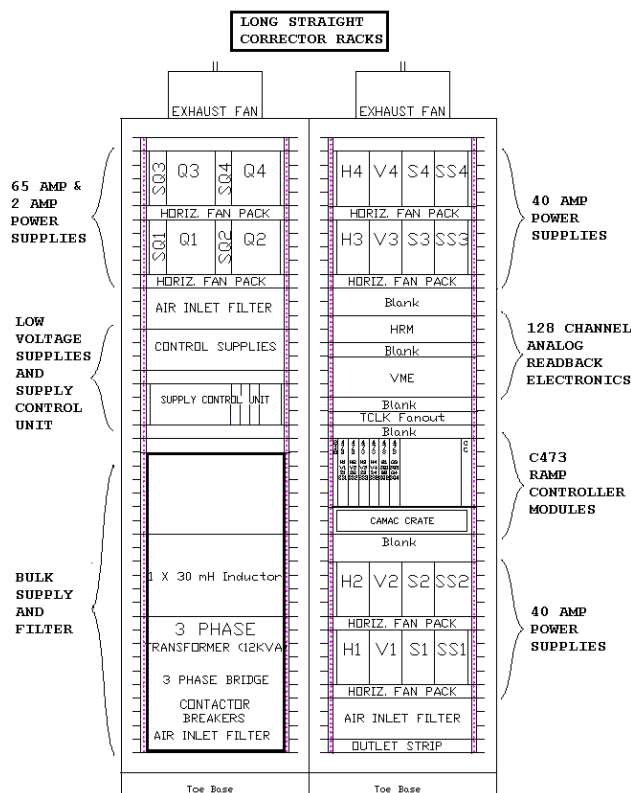 LONG STRAIGHT
CORRECTOR RACKS
EXHAUST FAN
EXHAUST FAN
65 AMP &
2 AMP
POWER
SUPPLIES
SQ3 Q3 SQ4 Q4
HORIZ. FAN PACK
SQ1 Q1 SQ2 Q2
HORIZ. FAN PACK
AIR INLET FILTER
LOW
VOLTAGE
SUPPLIES
AND
SUPPLY
CONTROL
UNIT
CONTROL SUPPLIES
SUPPLY CONTROL UNIT
BULK
SUPPLY
AND
FILTER
1 X 30 mH Inductor
3 PHASE
TRANSFORMER (12KVA
3 PHASE BRIDGE
CONTACTOR
BREAKERS
AIR INLET FILTER
Toe Base
H4 V4 S4 SS4
HORIZ. FAN PACK
H3 V3 S3 SS3
HORIZ. FAN PACK
40 AMP
POWER
SUPPLIES
Blank
HRM
Blank
VME
Blank
TCLK Fanout
Blank
128 CHANNEL
ANALOG
READBACK
ELECTRONICS
C473
RAMP
CONTROLLER
MODULES
CAMAC CRATE
Blank
H2 V2 S2 SS2
HORIZ. FAN PACK
H1 V1 S1 SS1
HORIZ. FAN PACK
40 AMP
POWER
SUPPLIES
AIR INLET FILTER
OUTLET STRIP
Toe Base